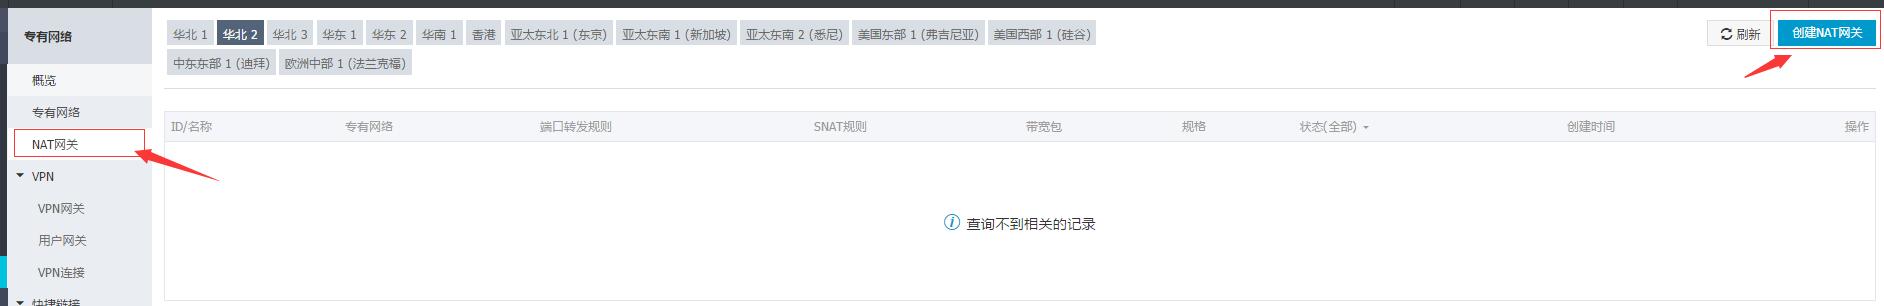 专有网络
概览
专有网络
NAT网关
VPN
VPN网关
用户网关
VPN连接
快捷链接
华北 1 华北 2 华北 3 华东 1 华东 2 华南 1 香港 亚太东北 1 (东京) 亚太东南 1 (新加坡) 亚太东南 2 (悉尼) 美国东部 1 (弗吉尼亚) 美国西部 1 (硅谷)
中东东部 1 (迪拜) 欧洲中部 1 (法兰克福)
刷新 创建NAT网关
ID/名称 专有网络 端口转发规则 SNAT规则 带宽包 规格 状态(全部) 创建时间 操作
查询不到相关的记录